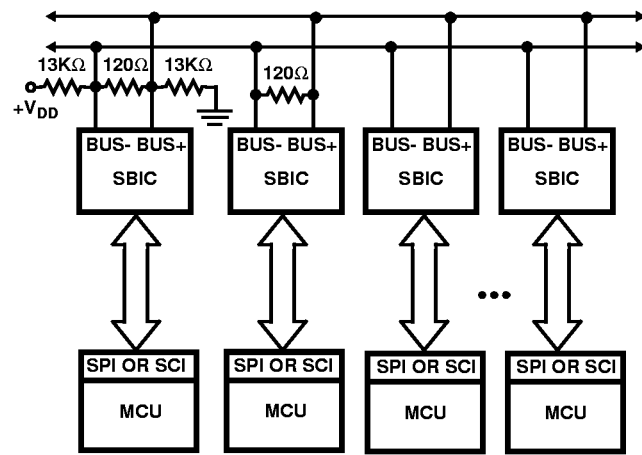 13KΩ 120Ω 13KΩ
120Ω
+VDD
BUS- BUS+
SBIC
BUS- BUS+
SBIC
BUS- BUS+
SBIC
BUS- BUS+
SBIC
•••
SPI OR SCI
MCU
SPI OR SCI
MCU
SPI OR SCI
MCU
SPI OR SCI
MCU